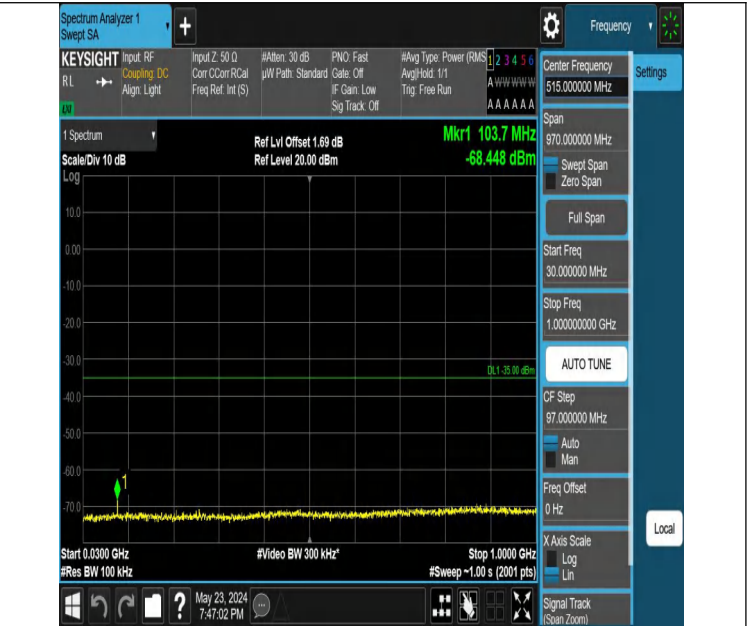 Spectrum Analyzer 1
Swept SA
+
Frequency
KEYSIGHT
RL
LXI
Input: RF
Coupling: DC
Align: Light
Input Z: 50 Ω
Corr CCorr RCal
Freq Ref: Int (S)
#Atten: 30 dB
µW Path: Standard
PNO: Fast
Gate: Off
IF Gain: Low
Sig Track: Off
#Avg Type: Power (RMS
Avg|Hold: 1/1
Trig: Free Run
1 2 3 4 5 6
A W W W W W
A A A A A A
1 Spectrum
Scale/Div 10 dB
Ref Lvl Offset 1.69 dB
Ref Level 20.00 dBm
Mkr1 103.7 MHz
-68.448 dBm
Log
10.0
0.00
-10.0
-20.0
-30.0
-40.0
-50.0
-60.0
-70.0
DL1 -35.00 dBm
1
Start 0.0300 GHz
#Res BW 100 kHz
#Video BW 300 kHz*
Stop 1.0000 GHz
#Sweep ~1.00 s (2001 pts)
Center Frequency
515.000000 MHz
Settings
Span
970.000000 MHz
Swept Span
Zero Span
Full Span
Start Freq
30.000000 MHz
Stop Freq
1.000000000 GHz
AUTO TUNE
CF Step
97.000000 MHz
Auto
Man
Freq Offset
0 Hz
X Axis Scale
Log
Lin
Local
Signal Track
(Span Zoom)
?
May 23, 2024
7:47:02 PM